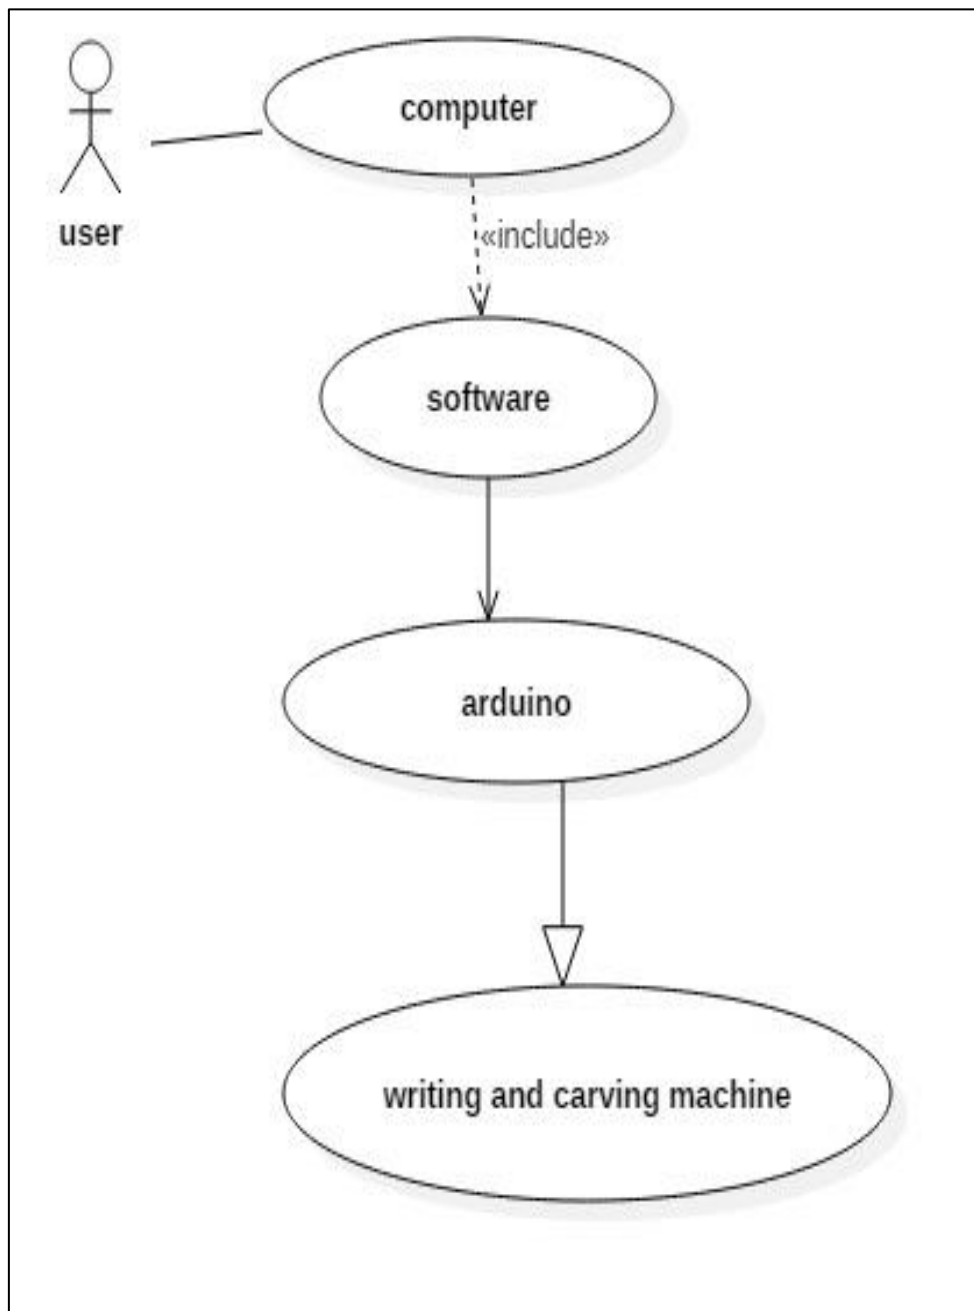 computer
user
«include»
software
arduino
writing and carving machine